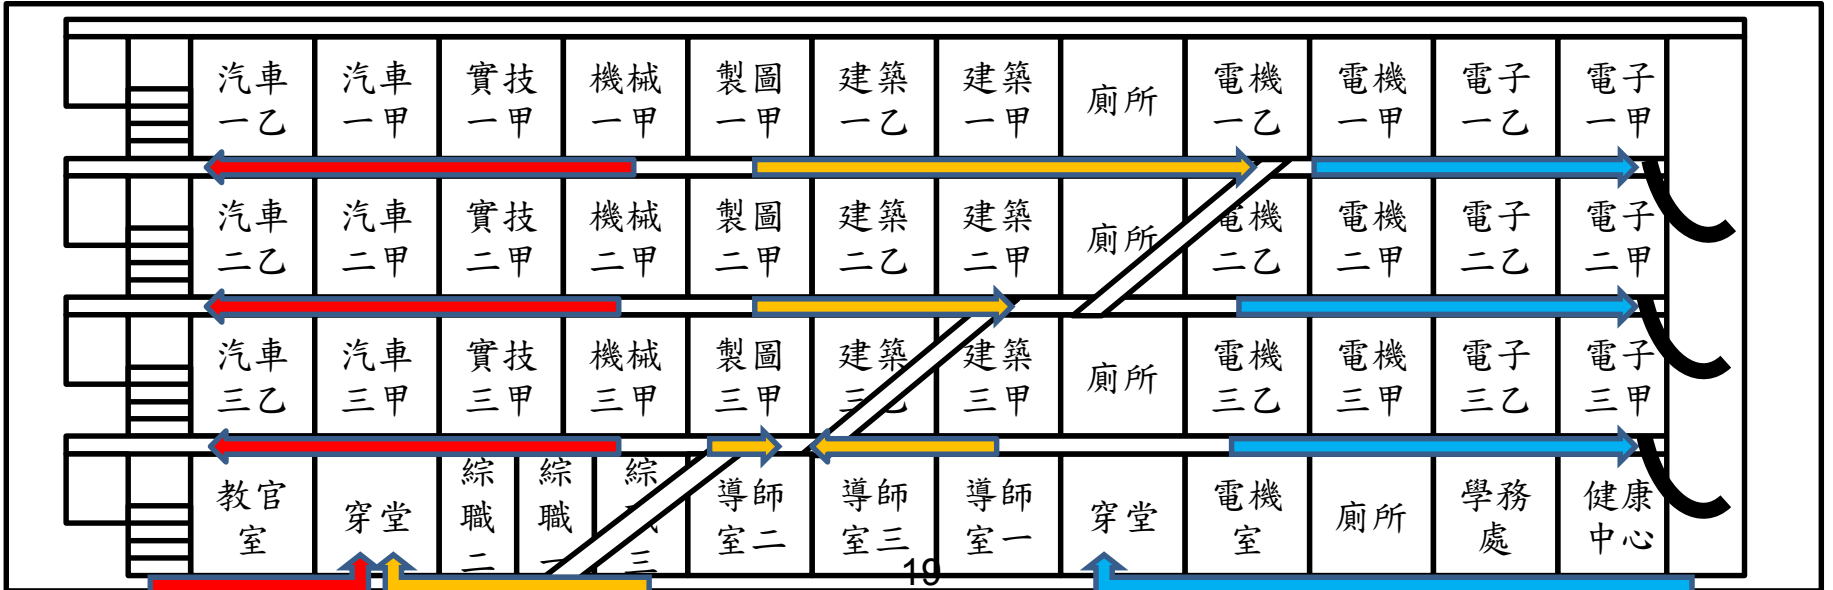 汽車 汽車 實技 機械 製圖 建築 建築 廁所 電機 電機 電子 電子
一乙 一甲 一甲 一甲 一甲 一乙 一甲 一乙 一甲 一乙 一甲
汽車 汽車 實技 機械 製圖 建築 建築 廁所 電機 電機 電子 電子
二乙 二甲 二甲 二甲 二甲 二乙 二甲 二乙 二甲 二乙 二甲
汽車 汽車 實技 機械 製圖 建築 建築 廁所 電機 電機 電子 電子
三乙 三甲 三甲 三甲 三甲 三乙 三甲 三乙 三甲 三乙 三甲
教官室
穿堂
綜職二
綜職一
綜職三
導師室二
導師室三
導師室一
穿堂
電機室
廁所
學務處
健康中心
19